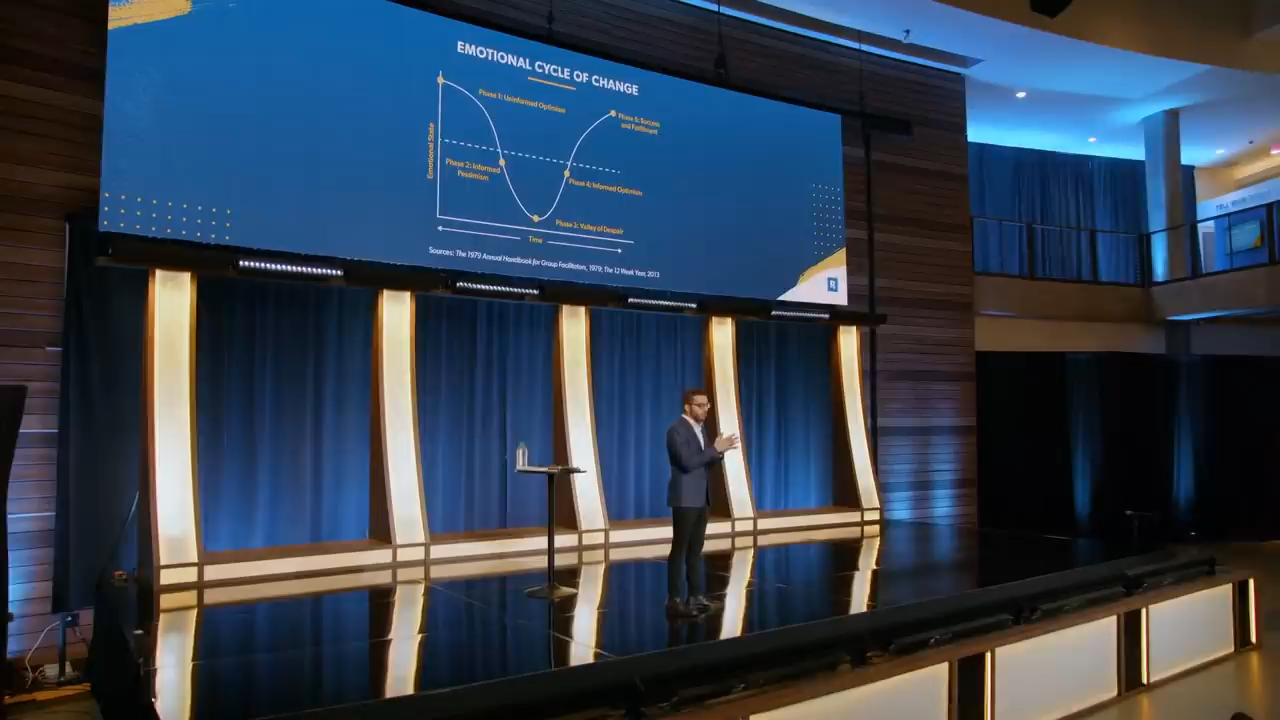 EMOTIONAL CYCLE OF CHANGE
Phase 1: Uninformed Optimism
Phase 5: Success
and Fulfillment
Emotional State
Phase 2: Informed
Pessimism
Phase 4: Informed Optimism
Phase 3: Valley of Despair
Time
Sources: The 1979 Annual Handbook for Group Facilitators, 1979; The 12 Week Year, 2013
R